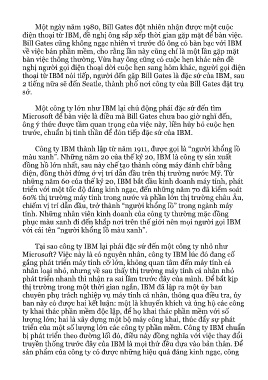 Một ngày năm 1980, Bill Gates đột nhiên nhận được một cuộc
điện thoại từ IBM, đề nghị ông sắp xếp thời gian gặp mặt để bàn việc.
Bill Gates cũng không ngạc nhiên vì trước đó ông có bàn bạc với IBM
về việc bán phần mềm, cho rằng lần này cũng chỉ là một lần gặp mặt
bàn việc thông thường. Vừa hay ông cũng có cuộc hẹn khác nên đề
nghị người gọi điện thoại dời cuộc hẹn sang hôm khác, người gọi điện
thoại từ IBM nói tiếp, người đến gặp Bill Gates là đặc sứ của IBM, sau
2 tiếng nữa sẽ đến Seatle, thành phố nơi công ty của Bill Gates đặt trụ
sở.
Một công ty lớn như IBM lại chủ động phái đặc sứ đến tìm
Microsoft để bàn việc là điều mà Bill Gates chưa bao giờ nghĩ đến,
ông ý thức được tầm quan trọng của việc này, liền hủy bỏ cuộc hẹn
trước, chuẩn bị tinh thần để đón tiếp đặc sứ của IBM.
Công ty IBM thành lập từ năm 1911, được gọi là “người khổng lồ
màu xanh”. Những năm 20 của thế kỷ 20, IBM là công ty sản xuất
đồng hồ lớn nhất, sau này chế tạo thành công máy đánh chữ bằng
điện, đồng thời đứng ở vị trí dẫn đầu trên thị trường nước Mỹ. Từ
những năm 60 của thế kỷ 20, IBM bắt đầu kinh doanh máy tính, phát
triển với một tốc độ đáng kinh ngạc, đến những năm 70 đã kiểm soát
60% thị trường máy tính trong nước và phần lớn thị trường châu Âu,
chiếm vị trí dẫn đầu, trở thành “người khổng lồ” trong ngành máy
tính. Những nhân viên kinh doanh của công ty thường mặc đồng
phục màu xanh đi đến khắp nơi trên thế giới nên mọi người gọi IBM
với cái tên “người khổng lồ màu xanh”.
Tại sao công ty IBM lại phái đặc sứ đến một công ty nhỏ như
Microsoft? Việc này là có nguyên nhân, công ty IBM lúc đó đang cố
gắng phát triển máy tính cỡ lớn, không quan tâm đến máy tính cá
nhân loại nhỏ, nhưng về sau thấy thị trường máy tính cá nhân nhỏ
phát triển nhanh thì nhận ra sai lầm trước đây của mình. Để bắt kịp
thị trường trong một thời gian ngắn, IBM đã lập ra một ủy ban
chuyên phụ trách nghiệp vụ máy tính cá nhân, thông qua điều tra, ủy
ban này có được hai kết luận: một là khuyến khích và ủng hộ các công
ty khai thác phần mềm độc lập, để họ khai thác phần mềm với số
lượng lớn; hai là xây dựng một bộ máy công khai, thúc đẩy sự phát
triển của một số lượng lớn các công ty phần mềm. Công ty IBM chuẩn
bị phát triển theo đường lối đó, điều này đồng nghĩa với việc thay đổi
truyền thống trước đây của IBM là mọi thứ đều dựa vào bản thân. Để
sản phẩm của công ty có được những hiệu quả đáng kinh ngạc, công